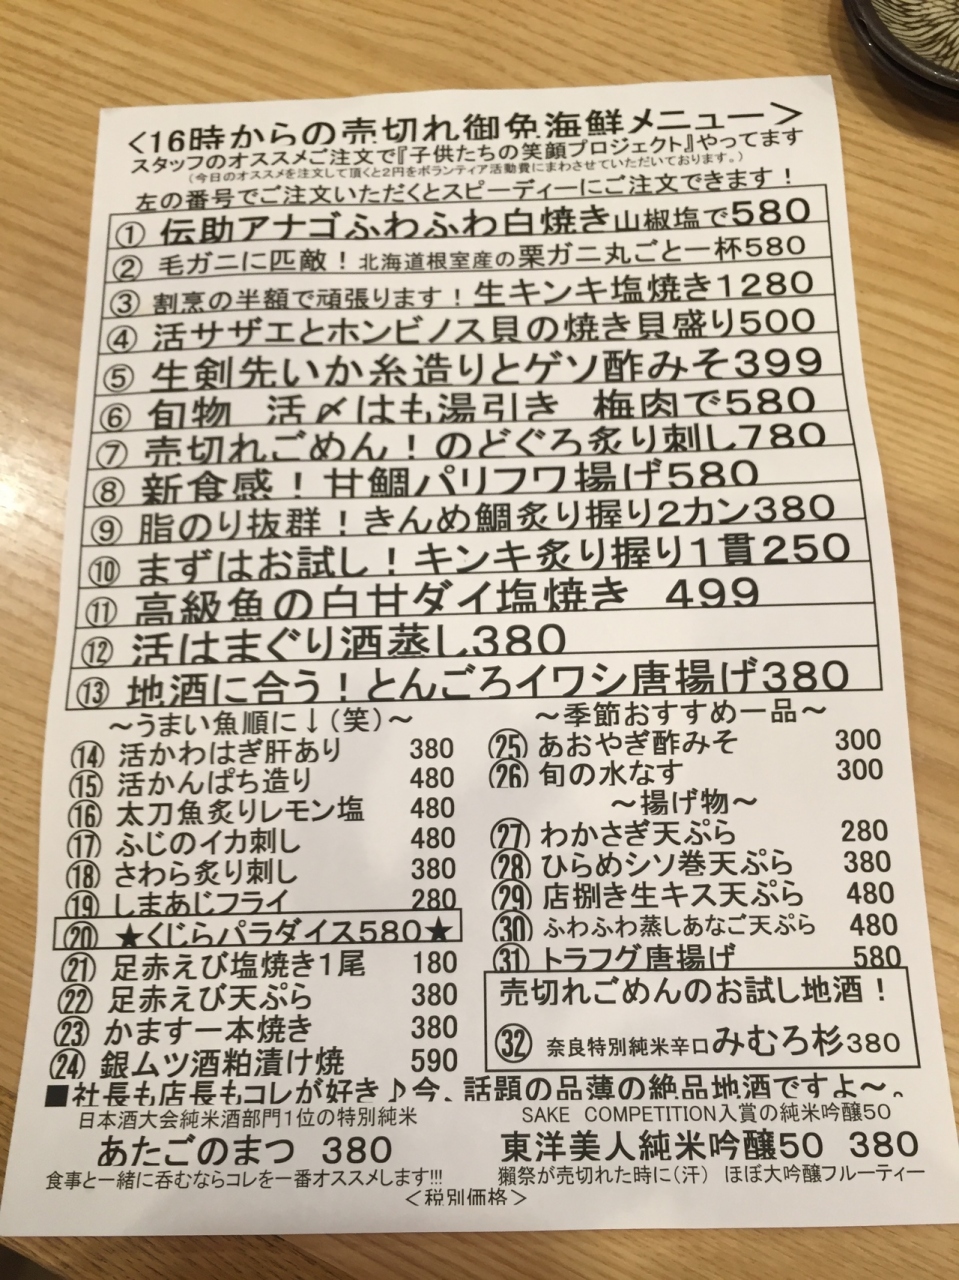 <16時からの売切れ御免海鮮メニュー>
スタッフのオススメご注文で『子供たちの笑顔プロジェクト』やってます
(今日のオススメを注文して頂くと2円をボランティア活動費にまわさせていただいております。)
左の番号でご注文いただくとスピーディーにご注文できます！
① 伝助アナゴふわふわ白焼き山椒塩で580
② 毛ガニに匹敵！北海道根室産の栗ガニ丸ごと一杯580
③ 割烹の半額で頑張ります！生キンキ塩焼き1280
④ 活サザエとホンビノス貝の焼き貝盛り500
⑤ 生剣先いか糸造りとゲソ酢みそ399
⑥ 旬物　活〆はも湯引き　梅肉で580
⑦ 売切れごめん！のどぐろ炙り刺し780
⑧ 新食感！甘鯛パリフワ揚げ580
⑨ 脂のり抜群！きんめ鯛炙り握り2カン380
⑩ まずはお試し！キンキ炙り握り1貫250
⑪ 高級魚の白甘ダイ塩焼き　499
⑫ 活はまぐり酒蒸し380
⑬ 地酒に合う！とんごろイワシ唐揚げ380
～うまい魚順に↓(笑)～
⑭ 活かわはぎ肝あり 380
⑮ 活かんぱち造り 480
⑯ 太刀魚炙りレモン塩 480
⑰ ふじのイカ刺し 480
⑱ さわら炙り刺し 380
⑲ しまあじフライ 280
⑳ ★くじらパラダイス580★
㉑ 足赤えび塩焼き1尾 180
㉒ 足赤えび天ぷら 380
㉓ かます一本焼き 380
㉔ 銀ムツ酒粕漬け焼 590
～季節おすすめ一品～
㉕ あおやぎ酢みそ 300
㉖ 旬の水なす 300
～揚げ物～
㉗ わかさぎ天ぷら 280
㉘ ひらめシソ巻天ぷら 380
㉙ 店捌き生キス天ぷら 480
㉚ ふわふわ蒸しあなご天ぷら 480
㉛ トラフグ唐揚げ 580
売切れごめんのお試し地酒！
㉜ 奈良特別純米辛口みむろ杉380
■社長も店長もコレが好き♪今、話題の品薄の絶品地酒ですよ～。
日本酒大会純米酒部門1位の特別純米
あたごのまつ 380
食事と一緒に呑むならコレを一番オススメします!!!
SAKE COMPETITION入賞の純米吟醸50
東洋美人純米吟醸50 380
獺祭が売切れた時に(汗) ほぼ大吟醸フルーティー
<税別価格>